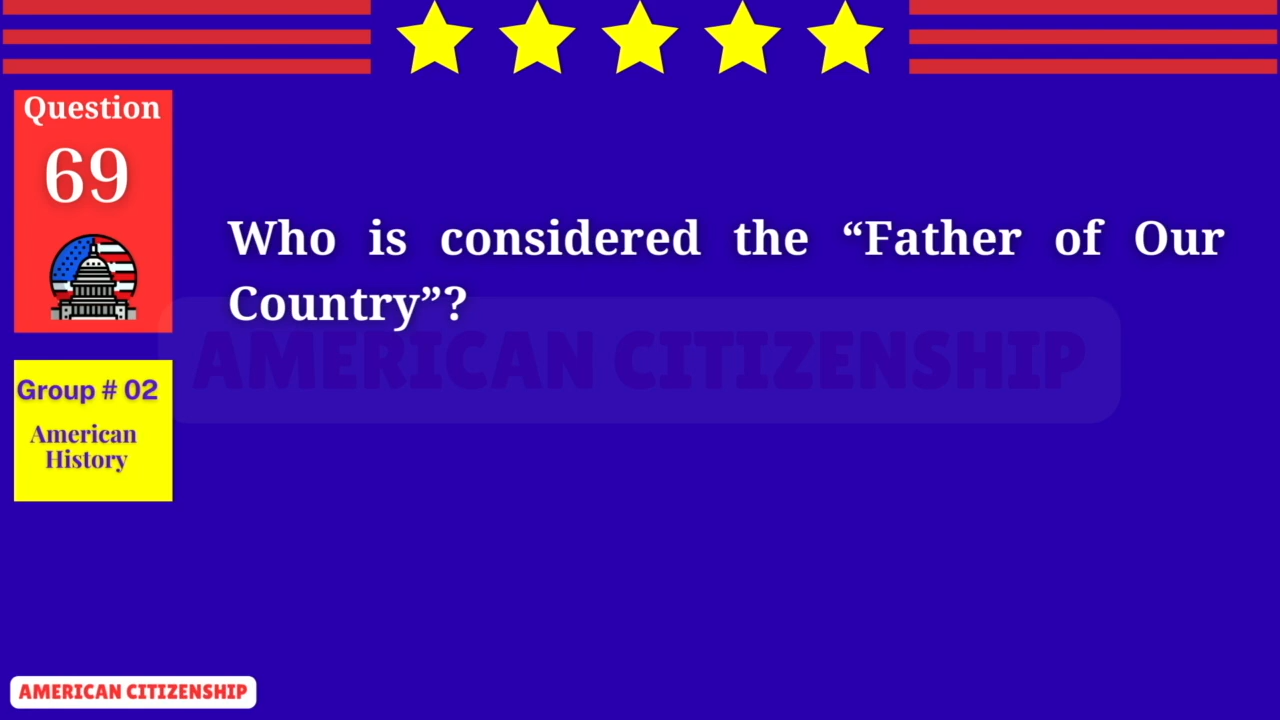 Question
69
Who is considered the “Father of Our
Country”?
AMERICAN CITIZENSHIP
Group # 02
American
History
AMERICAN CITIZENSHIP